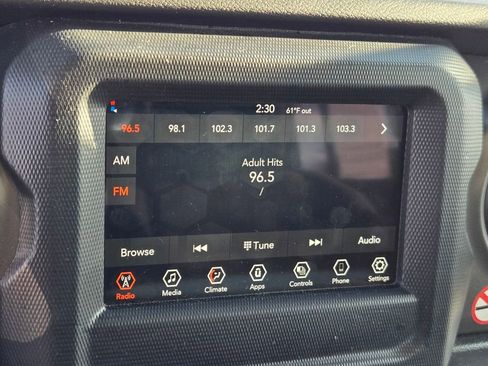 2:30 61°F out
96.5 98.1 102.3 101.7 101.3 103.3
AM
Adult Hits
96.5
/
FM
Browse Tune Audio
Radio Media Climate Apps Controls Phone Settings